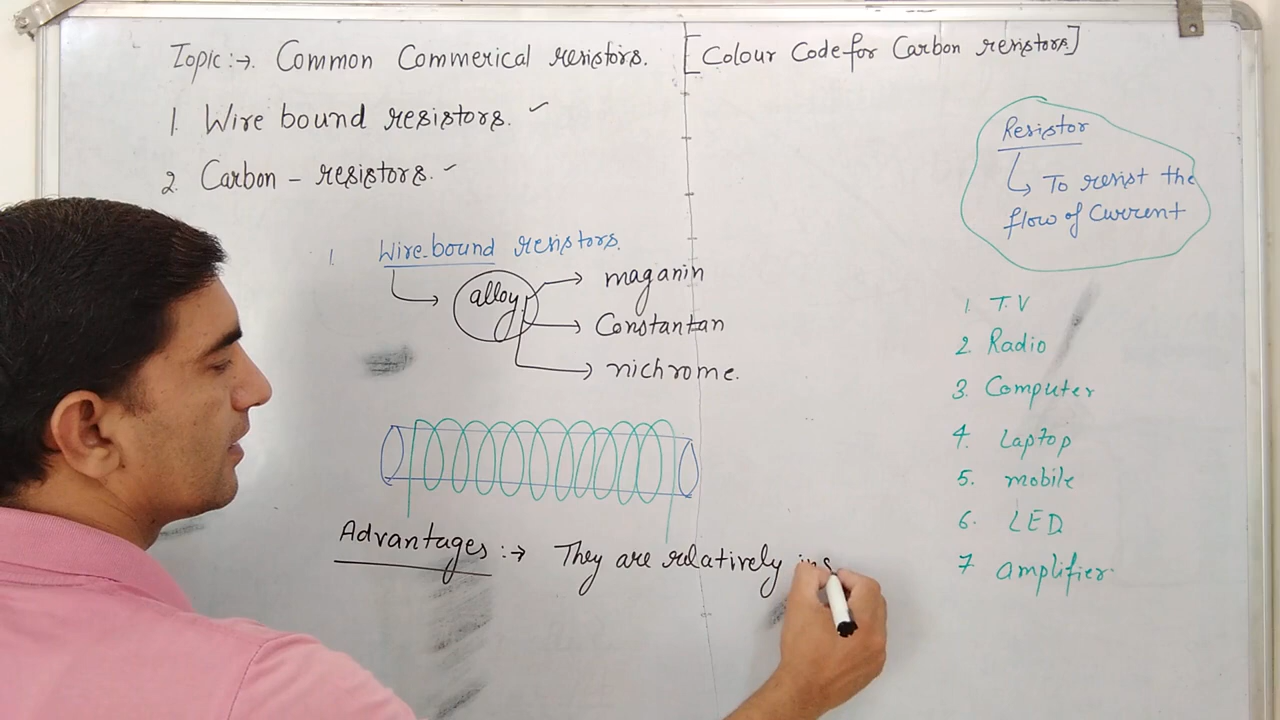 Topic:→. Common Commerical resistors. [Colour Code for Carbon resistors.]
1. Wire bound resistors. ✓
2. Carbon - resistors. ✓
1. Wire-bound resistors.
alloy
maganin
Constantan
nichrome.
Advantages :→ They are relatively ins
Resistor
To resist the
flow of Current
1. T.V
2. Radio
3. Computer
4. Laptop
5. mobile
6. LED
7 amplifier.